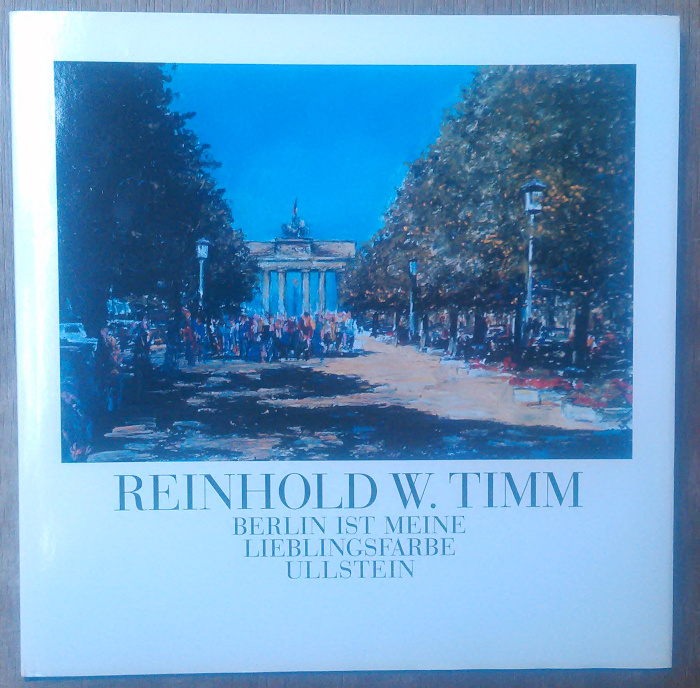 REINHOLD W. TIMM
BERLIN IST MEINE
LIEBLINGSFARBE
ULLSTEIN